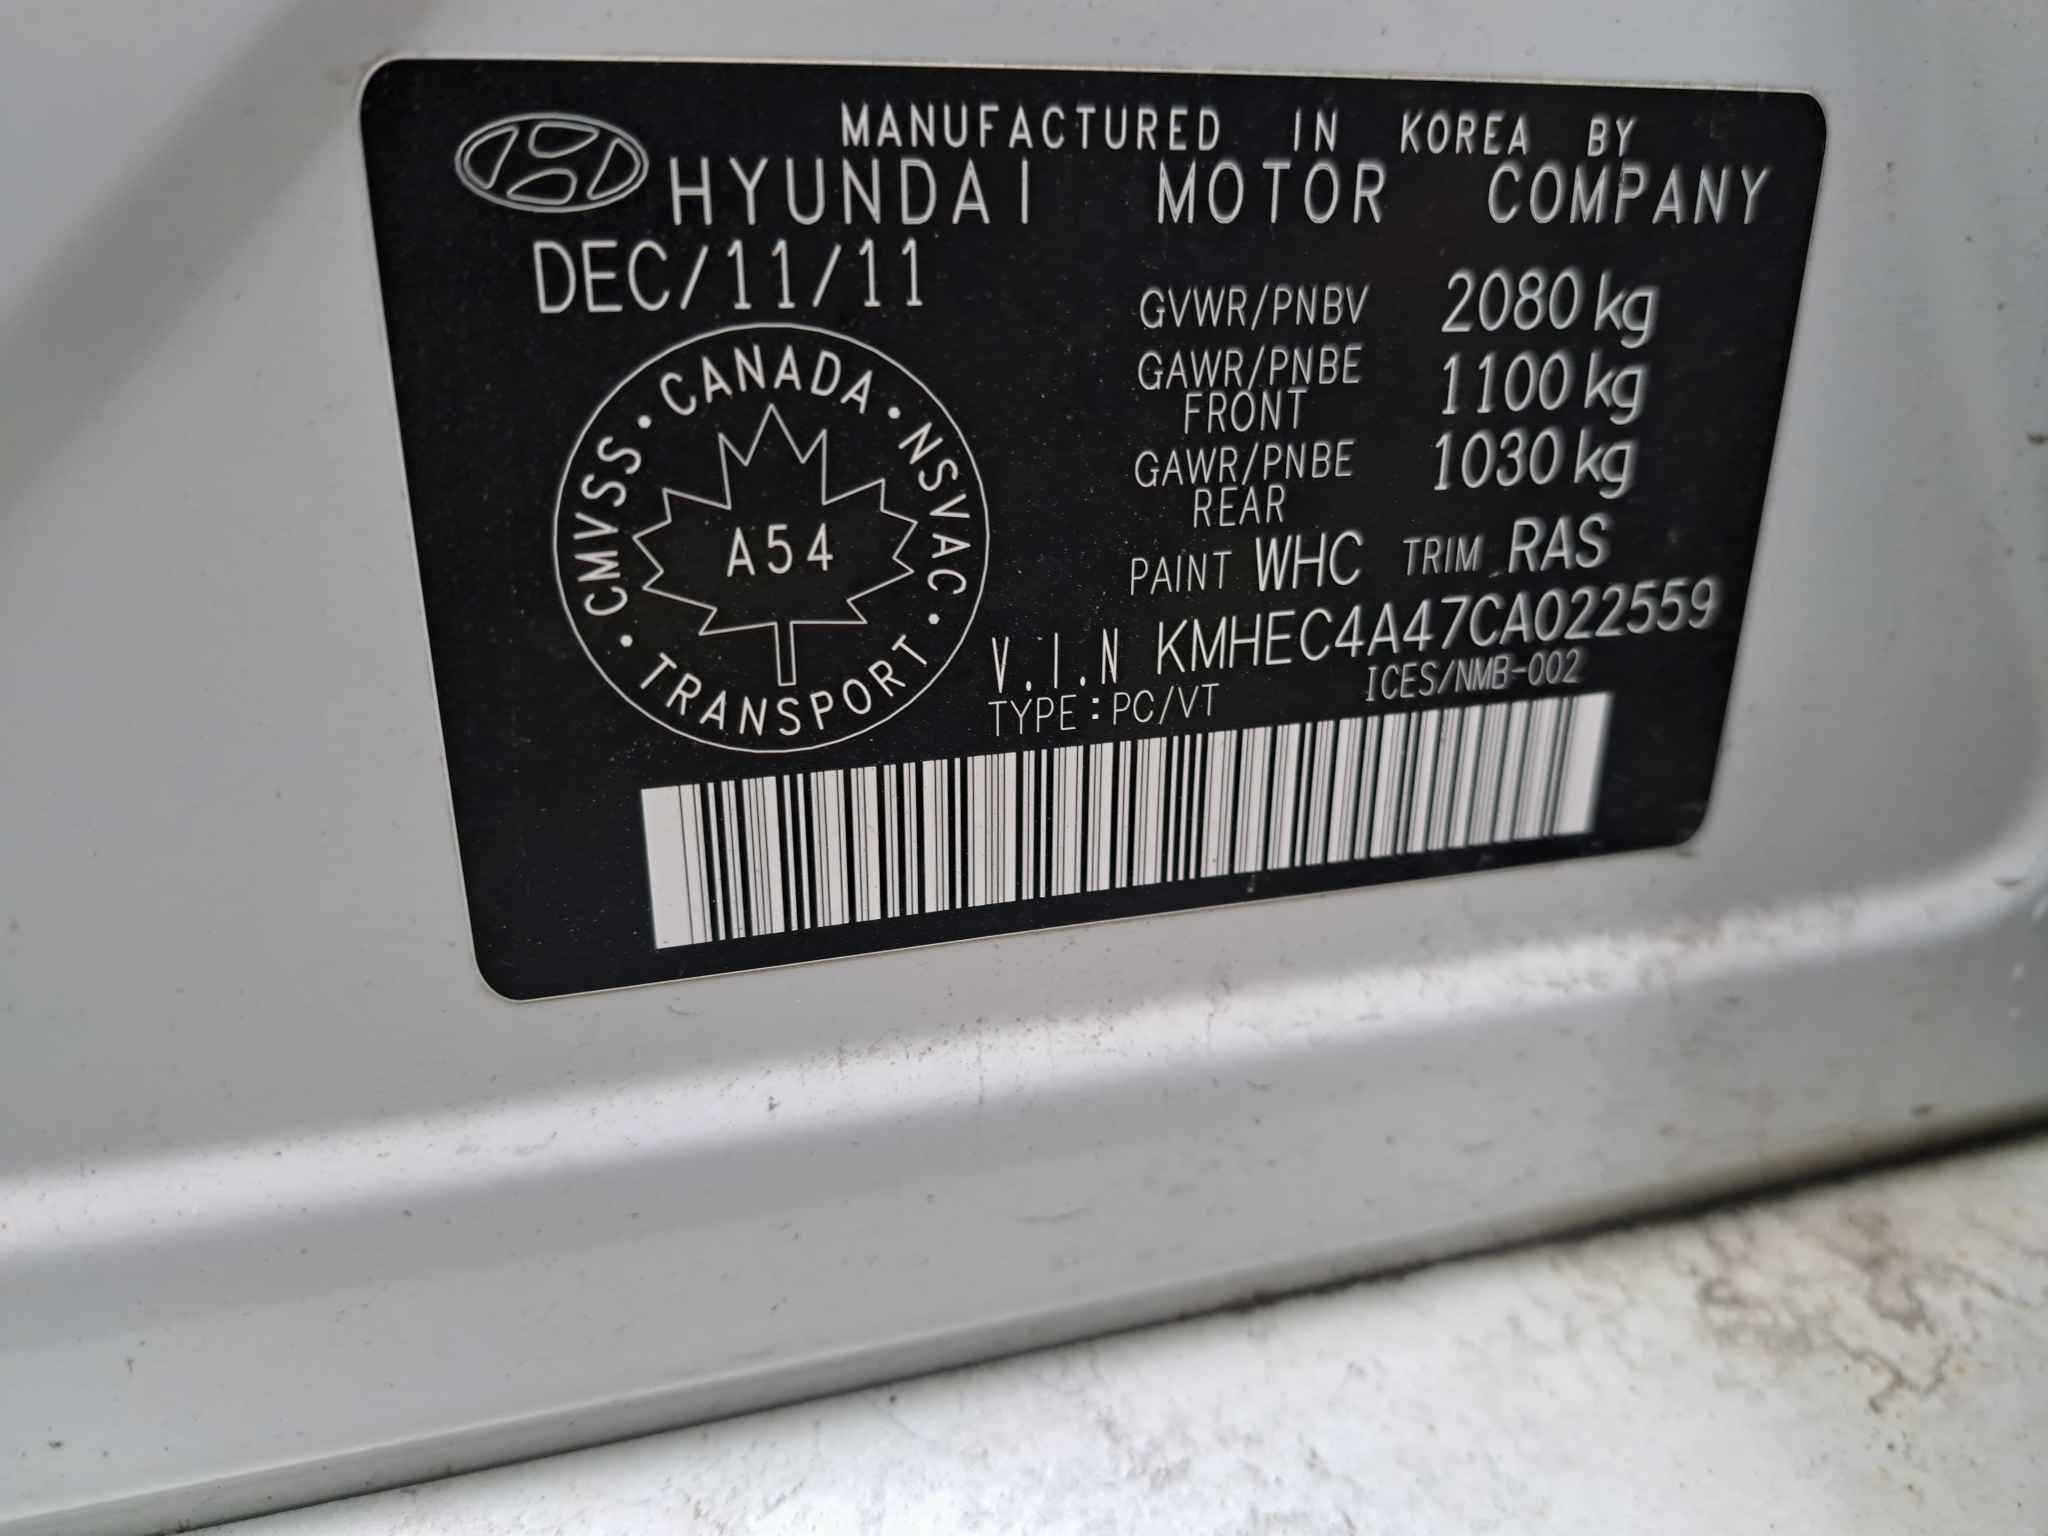 MANUFACTURED IN KOREA BY
HYUNDAI MOTOR COMPANY
DEC/11/11
GVWR/PNBV 2080 kg
GAWR/PNBE FRONT 1100 kg
GAWR/PNBE REAR 1030 kg
PAINT WHC TRIM RAS
V.I.N KMHEC4A47CA022559
TYPE:PC/VT ICES/NMB-002
CANADA • NSVAC • TRANSPORT • CMVSS •
A54